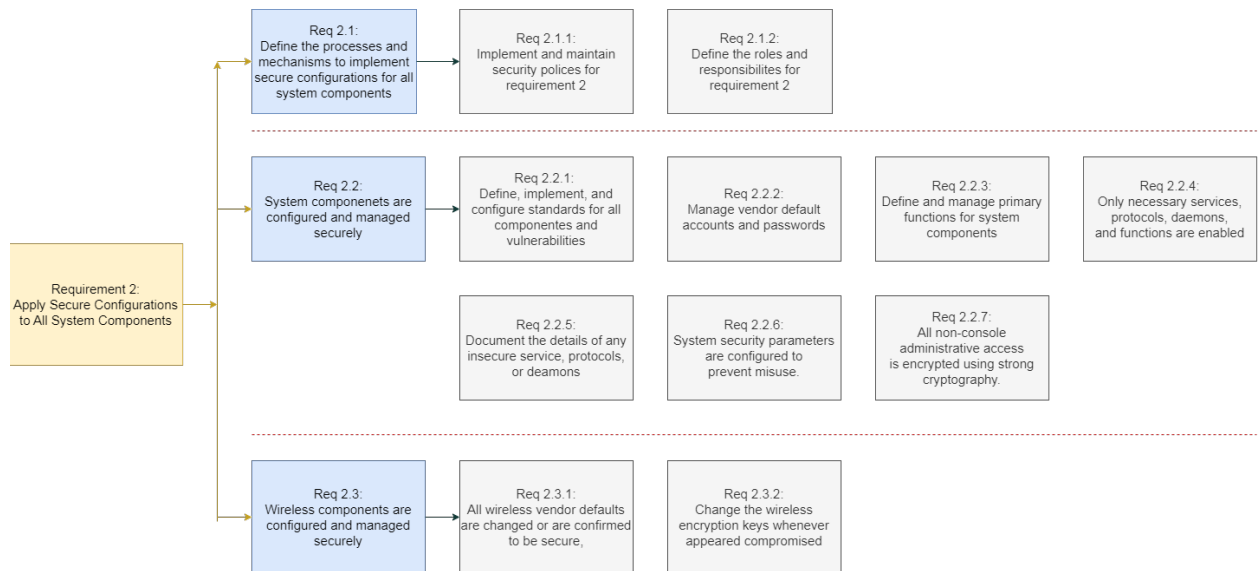 Req 2.1:
Define the processes and
mechanisms to implement
secure configurations for all
system components
Req 2.1.1:
Implement and maintain
security polices for
requirement 2
Req 2.1.2:
Define the roles and
responsibilites for
requirement 2
Req 2.2:
System componenets are
configured and managed
securely
Req 2.2.1:
Define, implement, and
configure standards for all
componentes and
vulnerabilities
Req 2.2.2:
Manage vendor default
accounts and passwords
Req 2.2.3:
Define and manage primary
functions for system
components
Req 2.2.4:
Only necessary services,
protocols, daemons,
and functions are enabled
Requirement 2:
Apply Secure Configurations
to All System Components
Req 2.2.5:
Document the details of any
insecure service, protocols,
or deamons
Req 2.2.6:
System security parameters
are configured to
prevent misuse.
Req 2.2.7:
All non-console
administrative access
is encrypted using strong
cryptography.
Req 2.3:
Wireless components are
configured and managed
securely
Req 2.3.1:
All wireless vendor defaults
are changed or are confirmed
to be secure,
Req 2.3.2:
Change the wireless
encryption keys whenever
appeared compromised